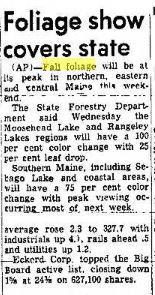 Foliage show
covers state
(AP)—Fall foliage will be at
its peak in northern, eastern
and central Maine this week-
end.
The State Forestry Depart-
ment said Wednesday the
Moosehead Lake and Rangeley
Lakes regions will have a 100
per cent color change with 25
per cent leaf drop.
Southern Maine, including Se-
bago Lake and coastal areas,
will have a 75 per cent color
change with peak viewing oc-
curring most of next week.
average rose 2.3 to 327.7 with
industrials up 4.1, rails ahead .5
and utilities up 1.2.
Eckerd Corp. topped the Big
Board active list, closing down
1⅜ at 24⅜ on 627,100 shares.